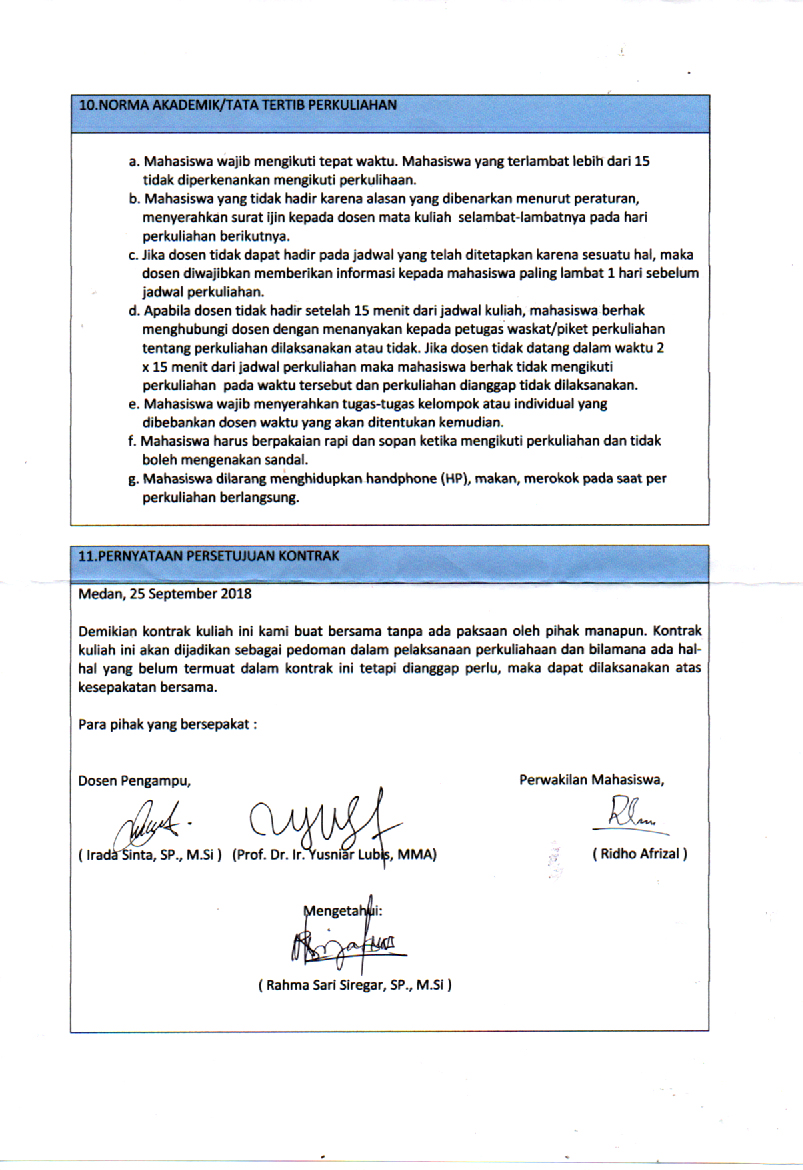 10.NORMA AKADEMIK/TATA TERTIB PERKULIAHAN
a. Mahasiswa wajib mengikuti tepat waktu. Mahasiswa yang terlambat lebih dari 15
tidak diperkenankan mengikuti perkulihaan.
b. Mahasiswa yang tidak hadir karena alasan yang dibenarkan menurut peraturan,
menyerahkan surat ijin kepada dosen mata kuliah selambat-lambatnya pada hari
perkuliahan berikutnya.
c. Jika dosen tidak dapat hadir pada jadwal yang telah ditetapkan karena sesuatu hal, maka
dosen diwajibkan memberikan informasi kepada mahasiswa paling lambat 1 hari sebelum
jadwal perkuliahan.
d. Apabila dosen tidak hadir setelah 15 menit dari jadwal kuliah, mahasiswa berhak
menghubungi dosen dengan menanyakan kepada petugas waskat/piket perkuliahan
tentang perkuliahan dilaksanakan atau tidak. Jika dosen tidak datang dalam waktu 2
x 15 menit dari jadwal perkuliahan maka mahasiswa berhak tidak mengikuti
perkuliahan pada waktu tersebut dan perkuliahan dianggap tidak dilaksanakan.
e. Mahasiswa wajib menyerahkan tugas-tugas kelompok atau individual yang
dibebankan dosen waktu yang akan ditentukan kemudian.
f. Mahasiswa harus berpakaian rapi dan sopan ketika mengikuti perkuliahan dan tidak
boleh mengenakan sandal.
g. Mahasiswa dilarang menghidupkan handphone (HP), makan, merokok pada saat per
perkuliahan berlangsung.
11.PERNYATAAN PERSETUJUAN KONTRAK
Medan, 25 September 2018
Demikian kontrak kuliah ini kami buat bersama tanpa ada paksaan oleh pihak manapun. Kontrak
kuliah ini akan dijadikan sebagai pedoman dalam pelaksanaan perkuliahaan dan bilamana ada hal-
hal yang belum termuat dalam kontrak ini tetapi dianggap perlu, maka dapat dilaksanakan atas
kesepakatan bersama.
Para pihak yang bersepakat :
Dosen Pengampu, Perwakilan Mahasiswa,
( Irada Sinta, SP., M.Si ) (Prof. Dr. Ir. Yusniar Lubis, MMA) ( Ridho Afrizal )
Mengetahui:
( Rahma Sari Siregar, SP., M.Si )